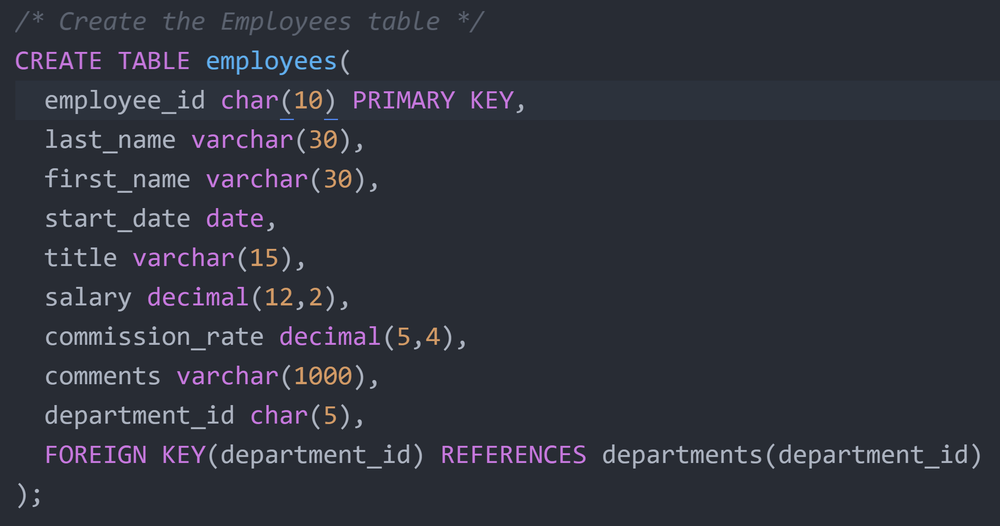 /* Create the Employees table */
CREATE TABLE employees(
  employee_id char(10) PRIMARY KEY,
  last_name varchar(30),
  first_name varchar(30),
  start_date date,
  title varchar(15),
  salary decimal(12,2),
  commission_rate decimal(5,4),
  comments varchar(1000),
  department_id char(5),
  FOREIGN KEY(department_id) REFERENCES departments(department_id)
);